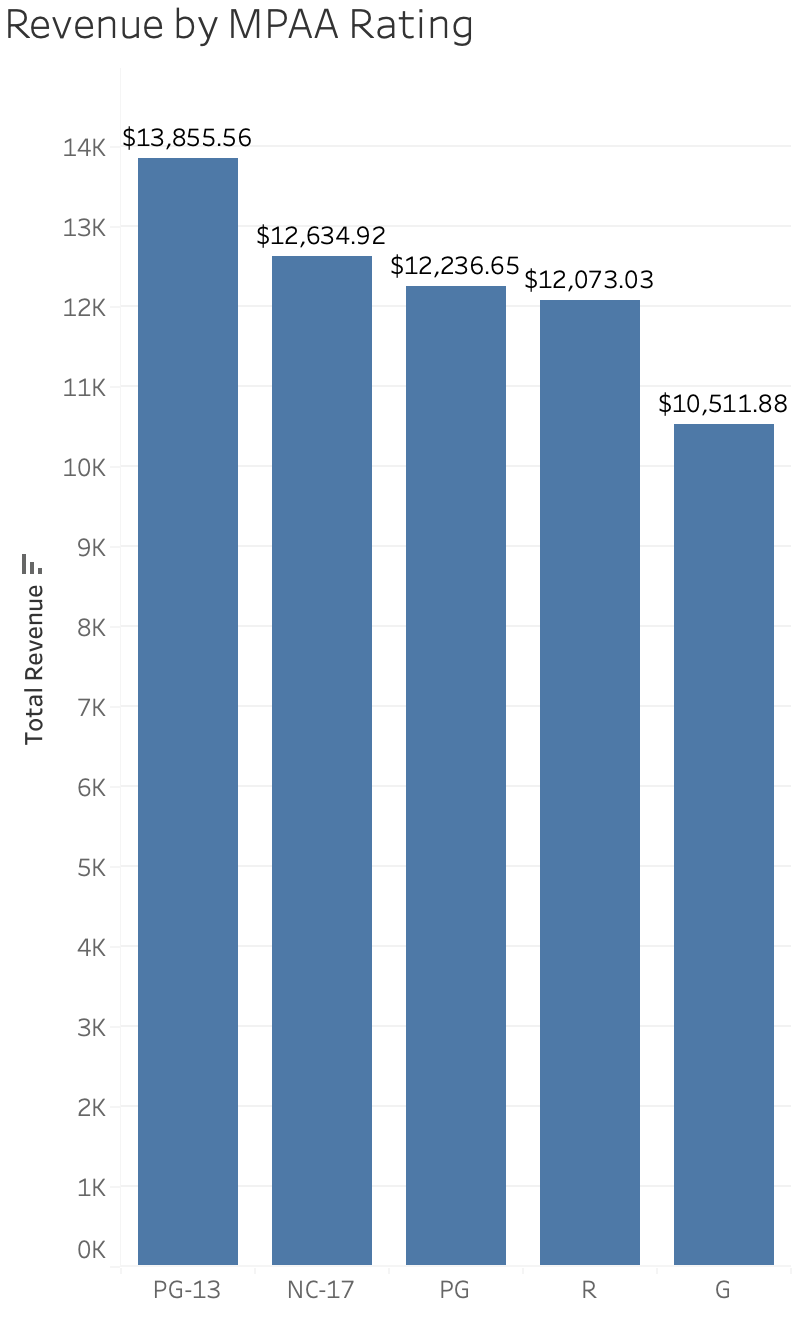 Revenue by MPAA Rating
$13,855.56
$12,634.92
$12,236.65
$12,073.03
$10,511.88
14K
13K
12K
11K
10K
9K
8K
7K
6K
5K
4K
3K
2K
1K
0K
Total Revenue
PG-13
NC-17
PG
R
G